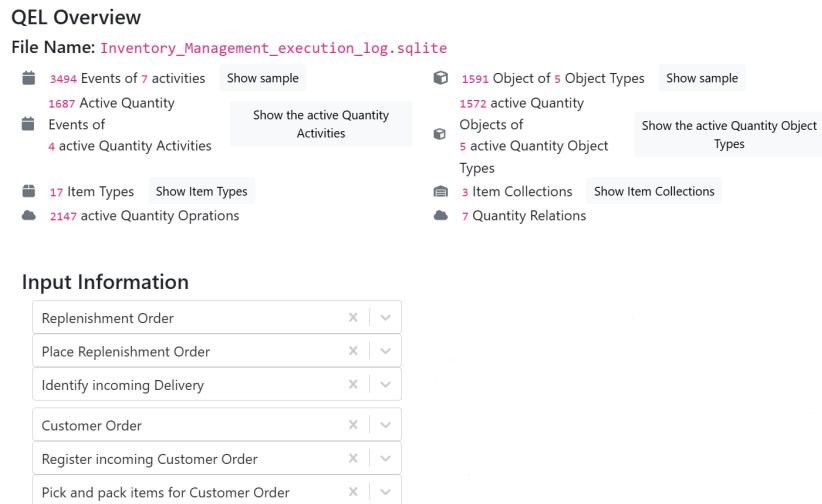 QEL Overview
File Name: Inventory_Management_execution_log.sqlite
3494 Events of 7 activities
Show sample
1687 Active Quantity
Events of
4 active Quantity Activities
Show the active Quantity
Activities
17 Item Types
Show Item Types
2147 active Quantity Oprations
1591 Object of 5 Object Types
Show sample
1572 active Quantity
Objects of
5 active Quantity Object
Types
Show the active Quantity Object
Types
3 Item Collections
Show Item Collections
7 Quantity Relations
Input Information
Replenishment Order
Place Replenishment Order
Identify incoming Delivery
Customer Order
Register incoming Customer Order
Pick and pack items for Customer Order